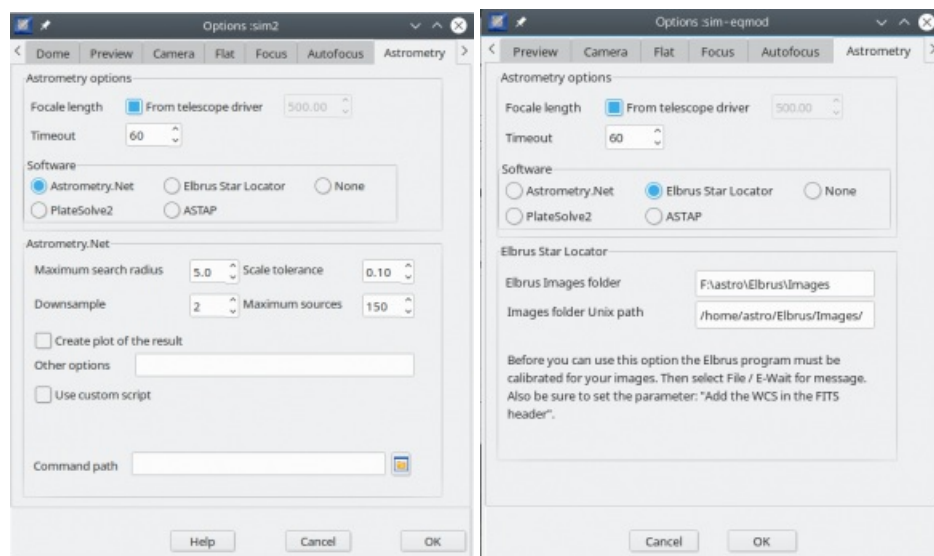 Options :sim2
Dome Preview Camera Flat Focus Autofocus Astrometry
Astrometry options
Focale length From telescope driver 500.00
Timeout 60
Software
Astrometry.Net Elbrus Star Locator None
PlateSolve2 ASTAP
Astrometry.Net
Maximum search radius 5.0 Scale tolerance 0.10
Downsample 2 Maximum sources 150
Create plot of the result
Other options
Use custom script
Command path
Help Cancel OK
Options :sim-eqmod
Preview Camera Flat Focus Autofocus Astrometry
Astrometry options
Focale length From telescope driver 500.00
Timeout 60
Software
Astrometry.Net Elbrus Star Locator None
PlateSolve2 ASTAP
Elbrus Star Locator
Elbrus Images folder F:\astro\Elbrus\Images
Images folder Unix path /home/astro/Elbrus/Images/
Before you can use this option the Elbrus program must be
calibrated for your images. Then select File / E-Wait for message.
Also be sure to set the parameter: "Add the WCS in the FITS
header".
Cancel OK